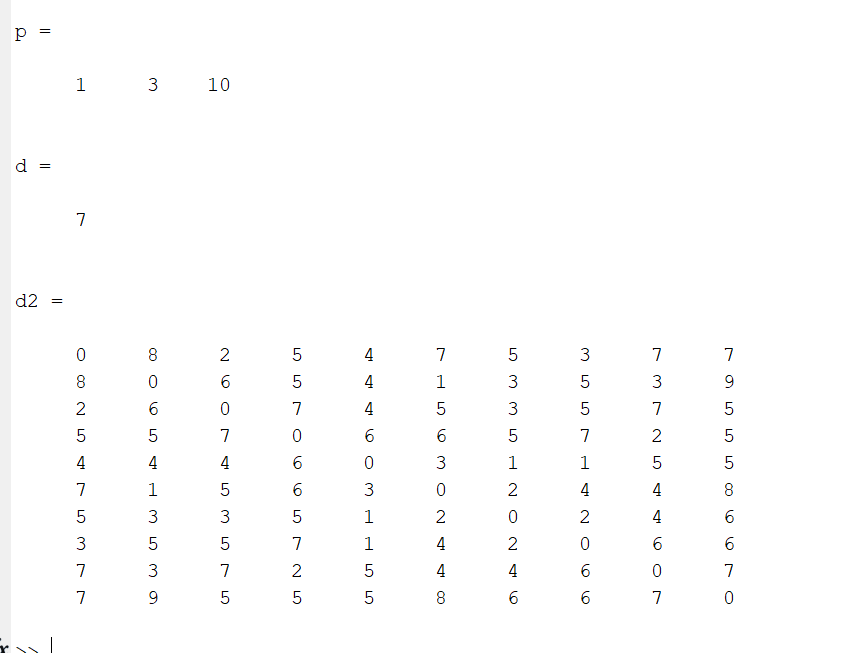 p =
1 3 10
d =
7
d2 =
0 8 2 5 4 7 5 3 7 7
8 0 6 5 4 1 3 5 3 9
2 6 0 7 4 5 3 5 7 5
5 5 7 0 6 6 5 7 2 5
4 4 4 6 0 3 1 1 5 5
7 1 5 6 3 0 2 4 4 8
5 3 3 5 1 2 0 2 4 6
3 5 5 7 1 4 2 0 6 6
7 3 7 2 5 4 4 6 0 7
7 9 5 5 5 8 6 6 7 0
>>